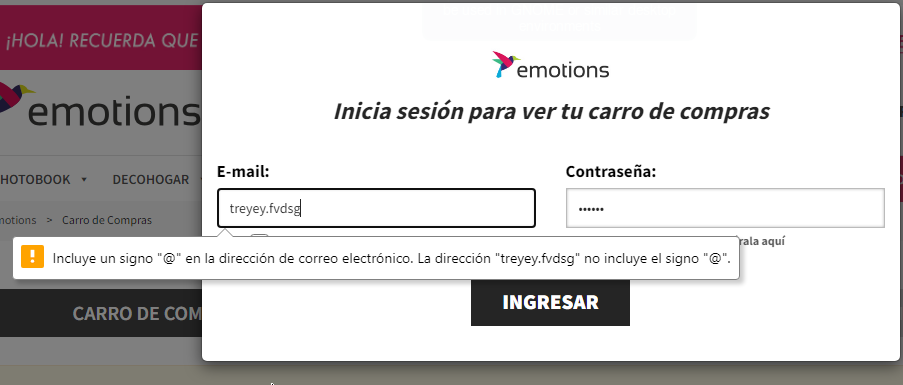 ¡HOLA! RECUERDA QUE
emotions
emotions
Inicia sesión para ver tu carro de compras
HOTOBOOK
DECOHOGAR
E-mail:
Contraseña:
treyey.fvdsg
••••••
emotions > Carro de Compras
rala aquí
Incluye un signo "@" en la dirección de correo electrónico. La dirección "treyey.fvdsg" no incluye el signo "@".
CARRO DE COM
INGRESAR